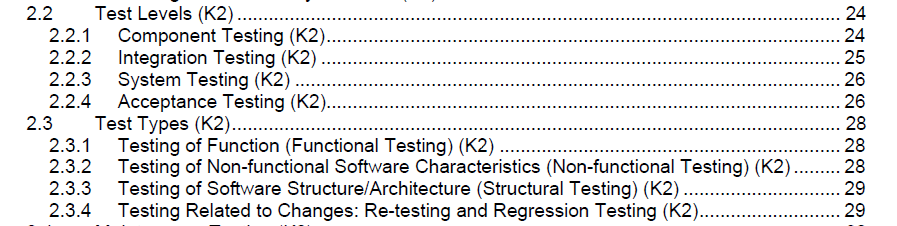 2.2 Test Levels (K2) ........ 24
2.2.1 Component Testing (K2) ........ 24
2.2.2 Integration Testing (K2) ........ 25
2.2.3 System Testing (K2) ........ 26
2.2.4 Acceptance Testing (K2) ........ 26
2.3 Test Types (K2) ........ 28
2.3.1 Testing of Function (Functional Testing) (K2) ........ 28
2.3.2 Testing of Non-functional Software Characteristics (Non-functional Testing) (K2) ......... 28
2.3.3 Testing of Software Structure/Architecture (Structural Testing) (K2) ........ 29
2.3.4 Testing Related to Changes: Re-testing and Regression Testing (K2) ........ 29